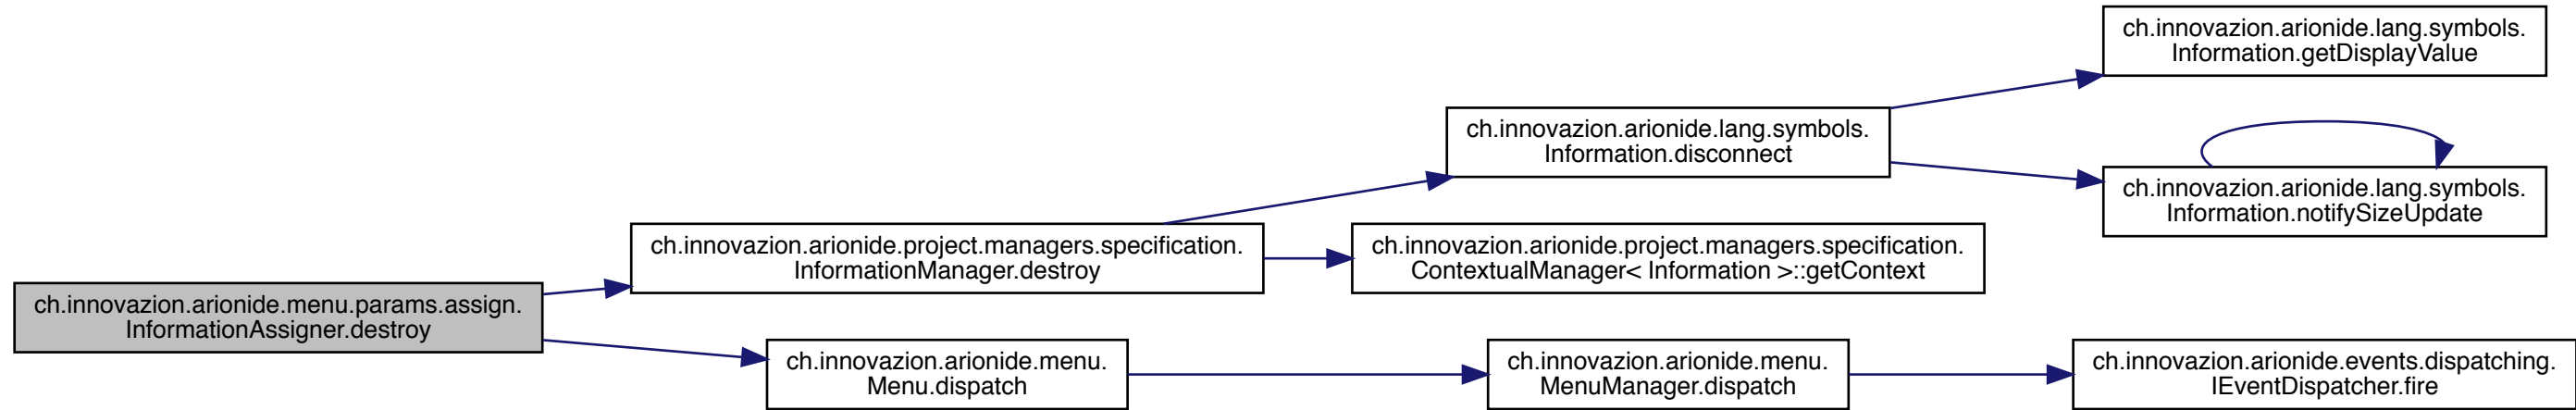 ch.innovazion.arionide.lang.symbols.
Information.getDisplayValue
ch.innovazion.arionide.lang.symbols.
Information.disconnect
ch.innovazion.arionide.lang.symbols.
Information.notifySizeUpdate
ch.innovazion.arionide.project.managers.specification.
InformationManager.destroy
ch.innovazion.arionide.project.managers.specification.
ContextualManager< Information >::getContext
ch.innovazion.arionide.menu.params.assign.
InformationAssigner.destroy
ch.innovazion.arionide.menu.
Menu.dispatch
ch.innovazion.arionide.menu.
MenuManager.dispatch
ch.innovazion.arionide.events.dispatching.
IEventDispatcher.fire